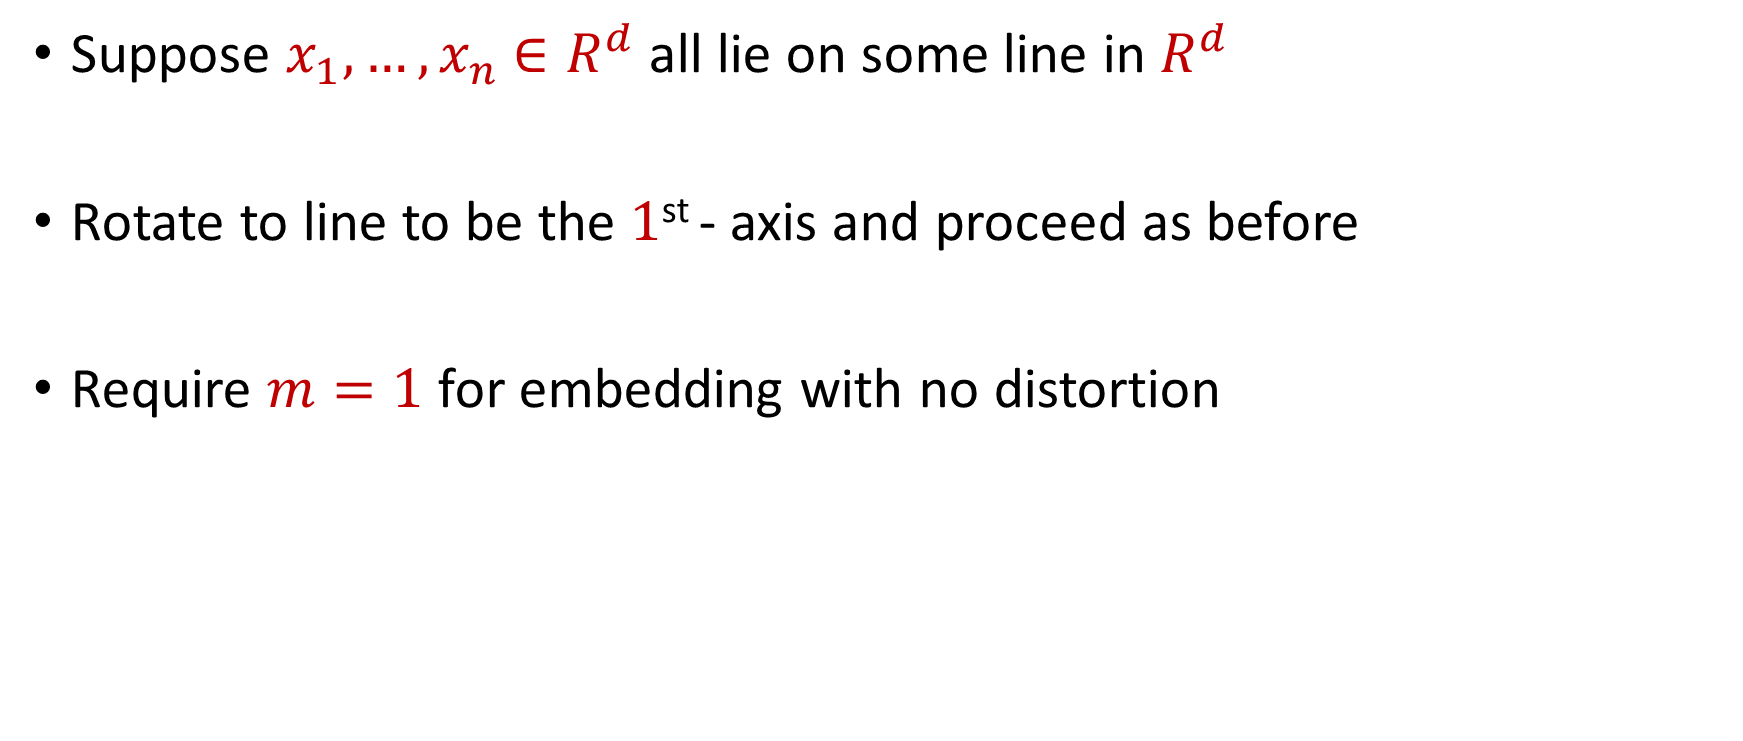 • Suppose x₁, … , xₙ ∈ Rᵈ all lie on some line in Rᵈ
• Rotate to line to be the 1ˢᵗ - axis and proceed as before
• Require m = 1 for embedding with no distortion